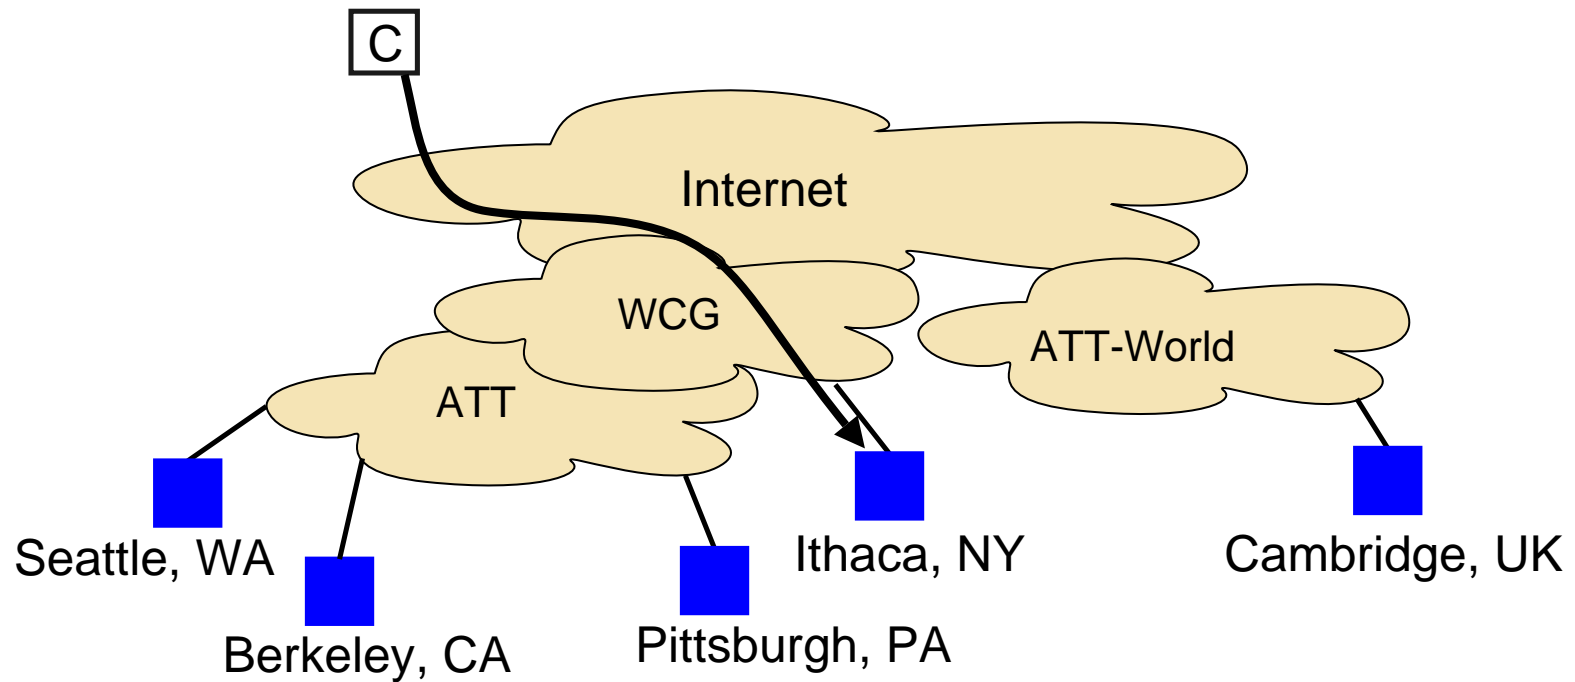 C
Internet
WCG
ATT-World
ATT
Seattle, WA
Ithaca, NY
Cambridge, UK
Berkeley, CA
Pittsburgh, PA